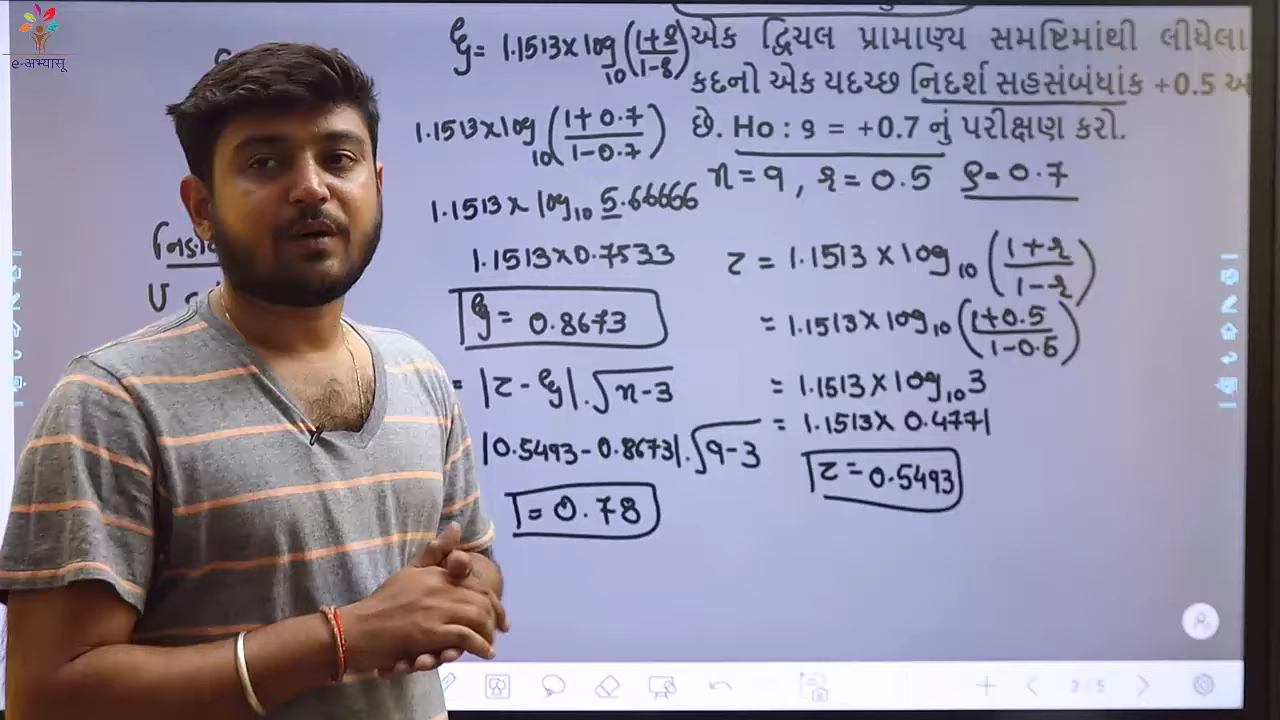 e-अभ्यासू
ξ = 1.1513 × log₁₀ (1+ϱ/1-ϱ)
1.1513 × log₁₀ (1+0.7/1-0.7)
1.1513 × log₁₀ 5.66666
1.1513 × 0.7533
ξ = 0.8673
= |z - ξ| . √n-3
|0.5493 - 0.8673| . √9-3
= 0.78
એક દ્વિચલ પ્રામાણ્ય સમષ્ટિમાંથી લીધેલા
કદનો એક યદચ્છ નિદર્શ સહસંબંધાંક +0.5
છે. Ho : ϱ = +0.7 નું પરીક્ષણ કરો.
n = 9 , r = 0.5 ϱ = 0.7
z = 1.1513 × log₁₀ (1+r/1-r)
= 1.1513 × log₁₀ (1+0.5/1-0.5)
= 1.1513 × log₁₀ 3
= 1.1513 × 0.4771
z = 0.5493